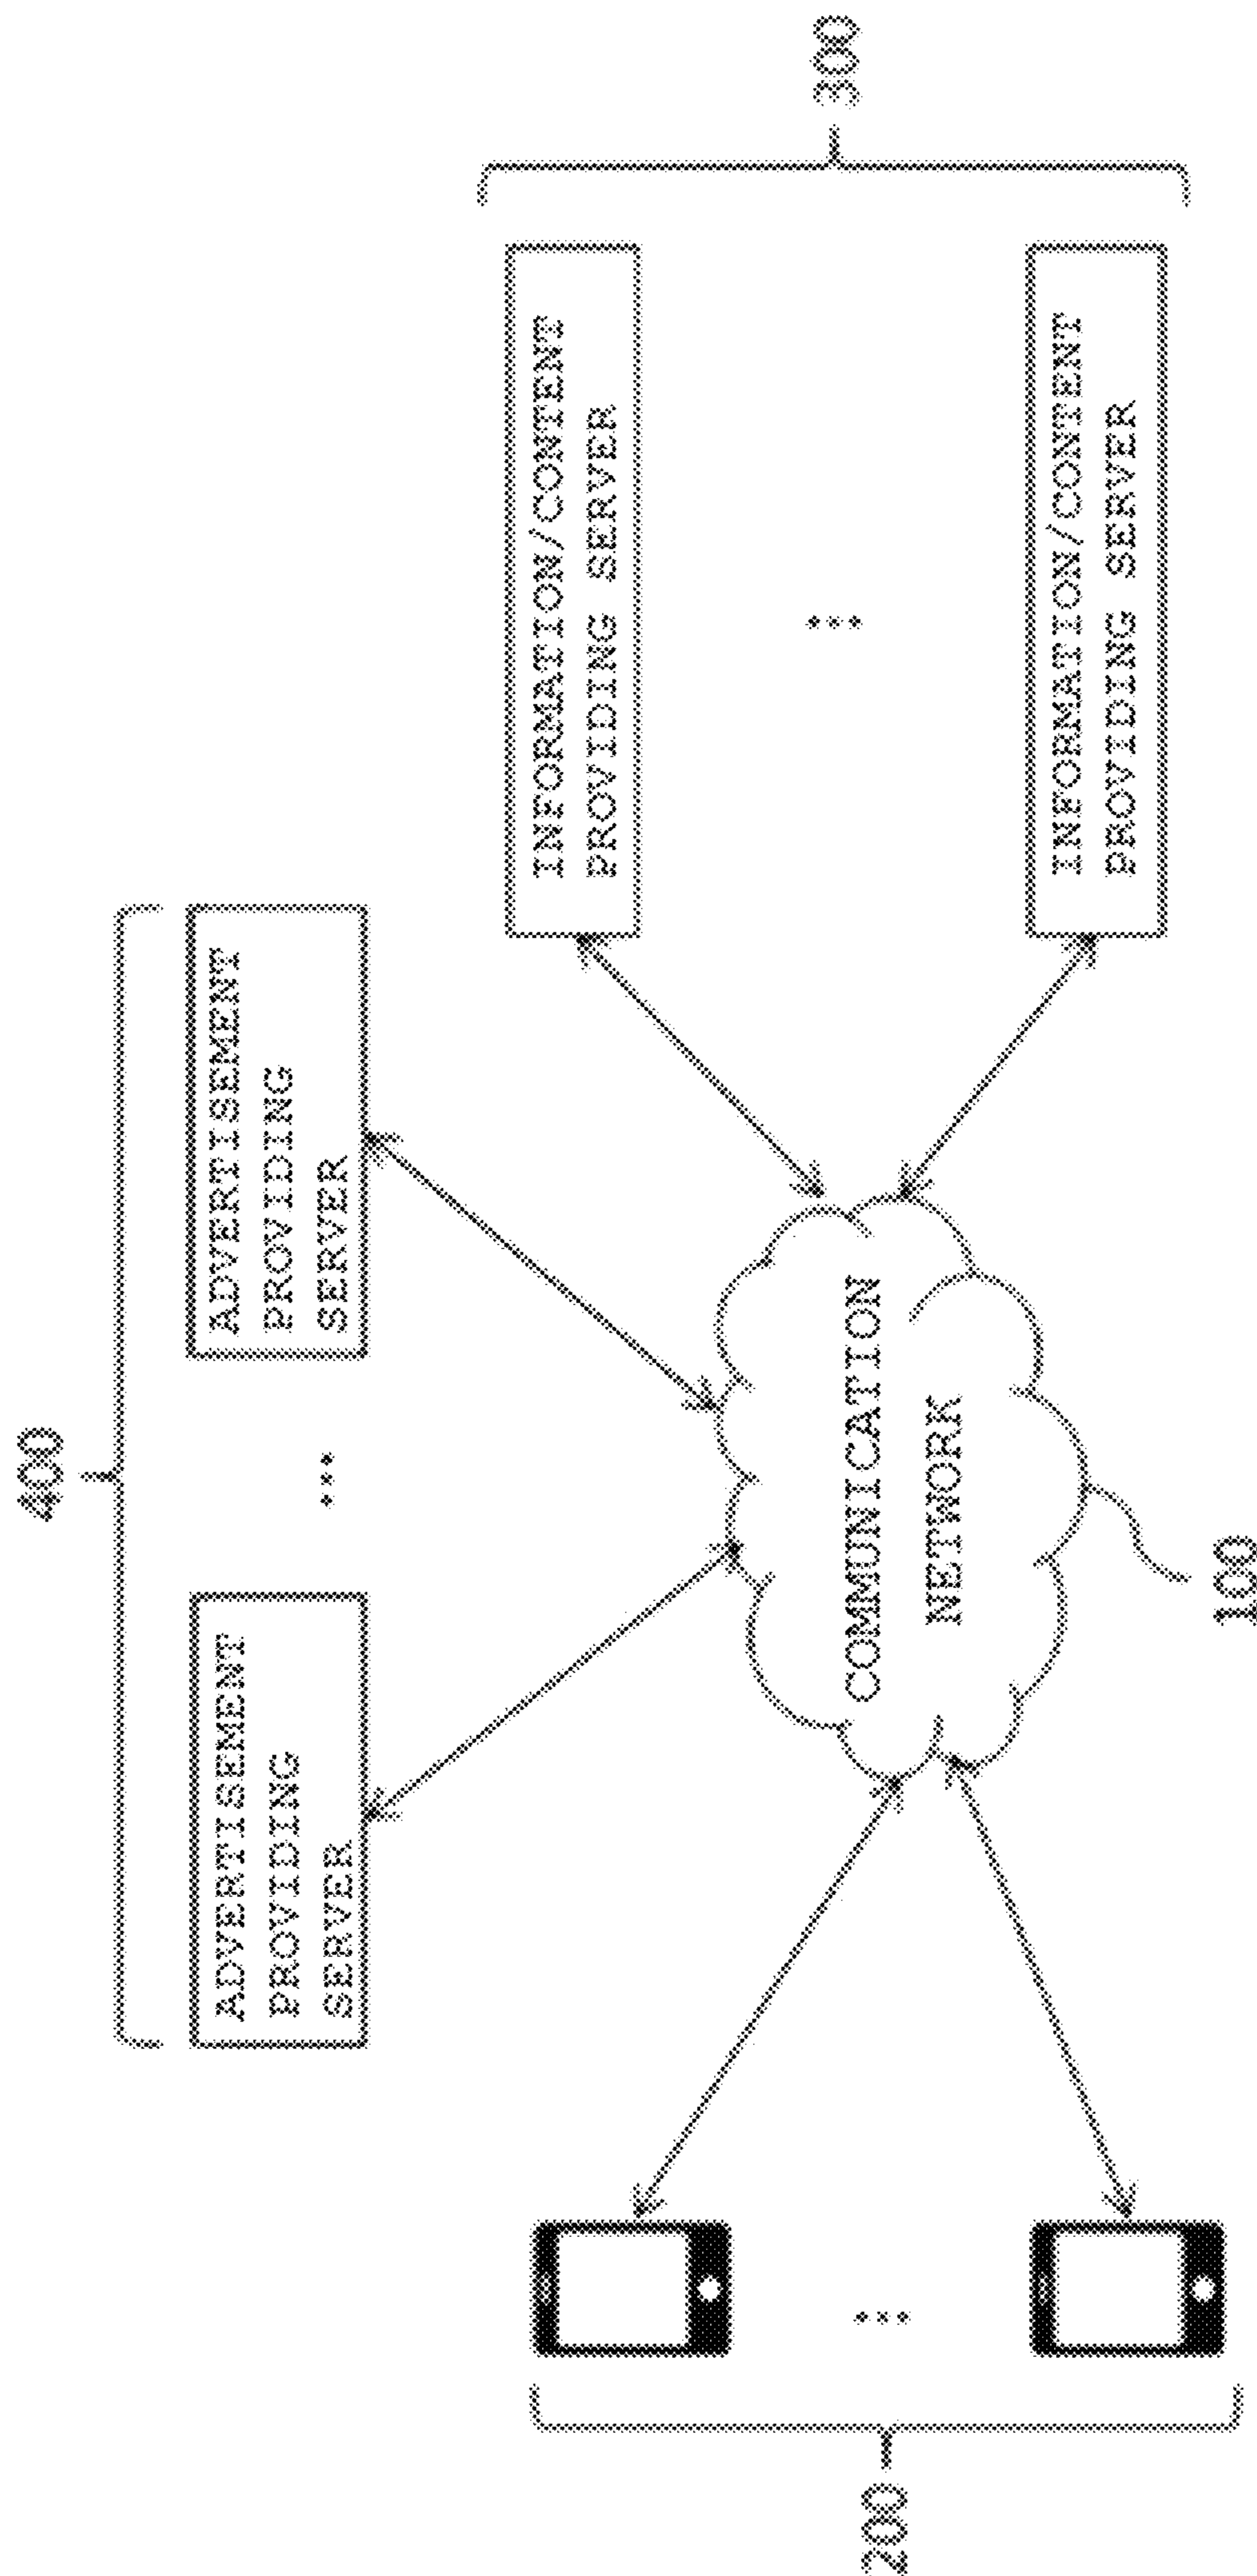 400
ADVERTISEMENT
PROVIDING
SERVER
...
ADVERTISEMENT
PROVIDING
SERVER
200
...
COMMUNICATION
NETWORK
100
INFORMATION/CONTENT
PROVIDING SERVER
...
INFORMATION/CONTENT
PROVIDING SERVER
300